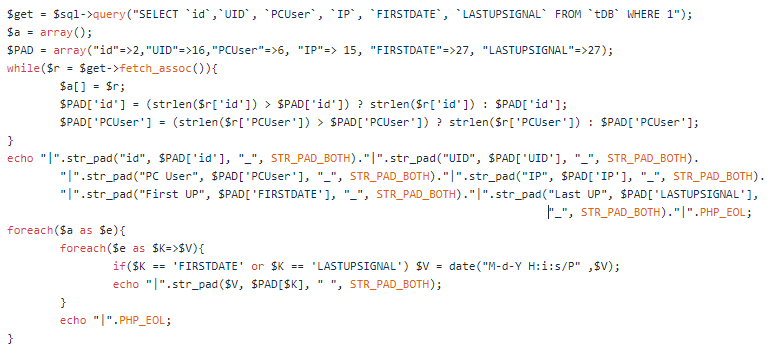 $get = $sql->query("SELECT `id`,`UID`, `PCUser`, `IP`, `FIRSTDATE`, `LASTUPSIGNAL` FROM `tDB` WHERE 1");
$a = array();
$PAD = array("id"=>2,"UID"=>16,"PCUser"=>6, "IP"=> 15, "FIRSTDATE"=>27, "LASTUPSIGNAL"=>27);
while($r = $get->fetch_assoc()){
$a[] = $r;
$PAD['id'] = (strlen($r['id']) > $PAD['id']) ? strlen($r['id']) : $PAD['id'];
$PAD['PCUser'] = (strlen($r['PCUser']) > $PAD['PCUser']) ? strlen($r['PCUser']) : $PAD['PCUser'];
}
echo "|".str_pad("id", $PAD['id'], "_", STR_PAD_BOTH)."|".str_pad("UID", $PAD['UID'], "_", STR_PAD_BOTH).
"|".str_pad("PC User", $PAD['PCUser'], "_", STR_PAD_BOTH)."|".str_pad("IP", $PAD['IP'], "_", STR_PAD_BOTH).
"|".str_pad("First UP", $PAD['FIRSTDATE'], "_", STR_PAD_BOTH)."|".str_pad("Last UP", $PAD['LASTUPSIGNAL'],
"_", STR_PAD_BOTH)."|".PHP_EOL;
foreach($a as $e){
foreach($e as $K=>$V){
if($K == 'FIRSTDATE' or $K == 'LASTUPSIGNAL') $V = date("M-d-Y H:i:s/P" ,$V);
echo "|".str_pad($V, $PAD[$K], " ", STR_PAD_BOTH);
}
echo "|".PHP_EOL;
}